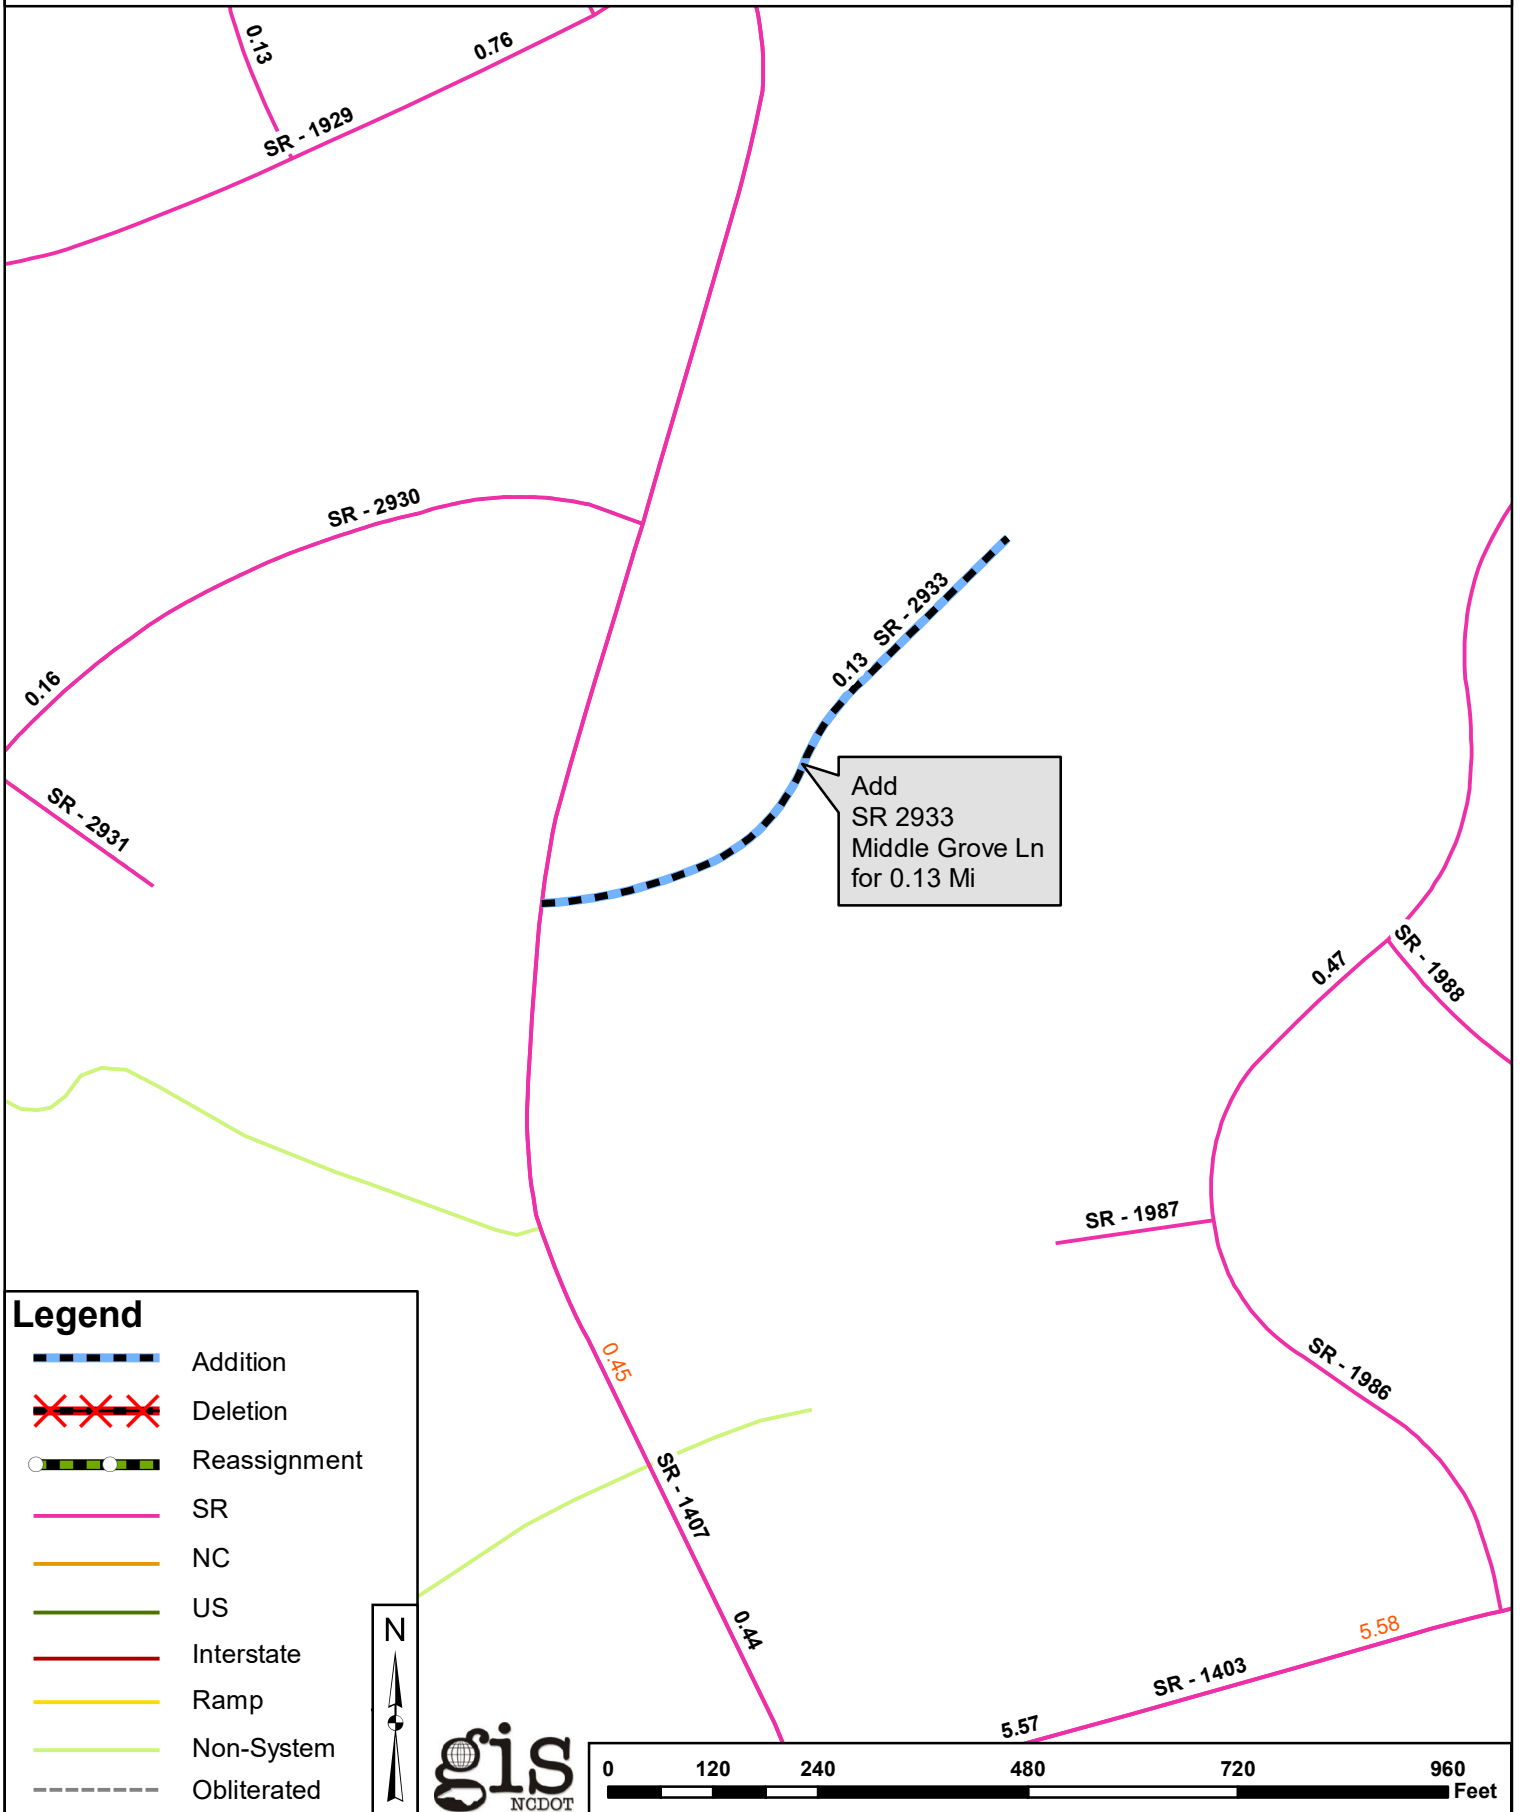 0.13
0.76
SR - 1929
SR - 2930
SR - 2933
0.13
0.16
Add
SR 2933
Middle Grove Ln
for 0.13 Mi
SR - 2931
SR - 1988
0.47
SR - 1987
0.45
SR - 1986
SR - 1407
0.44
5.58
SR - 1403
5.57
Legend
Addition
Deletion
Reassignment
SR
NC
US
Interstate
Ramp
Non-System
Obliterated
N
gis
NCDOT
0 120 240 480 720 960
Feet